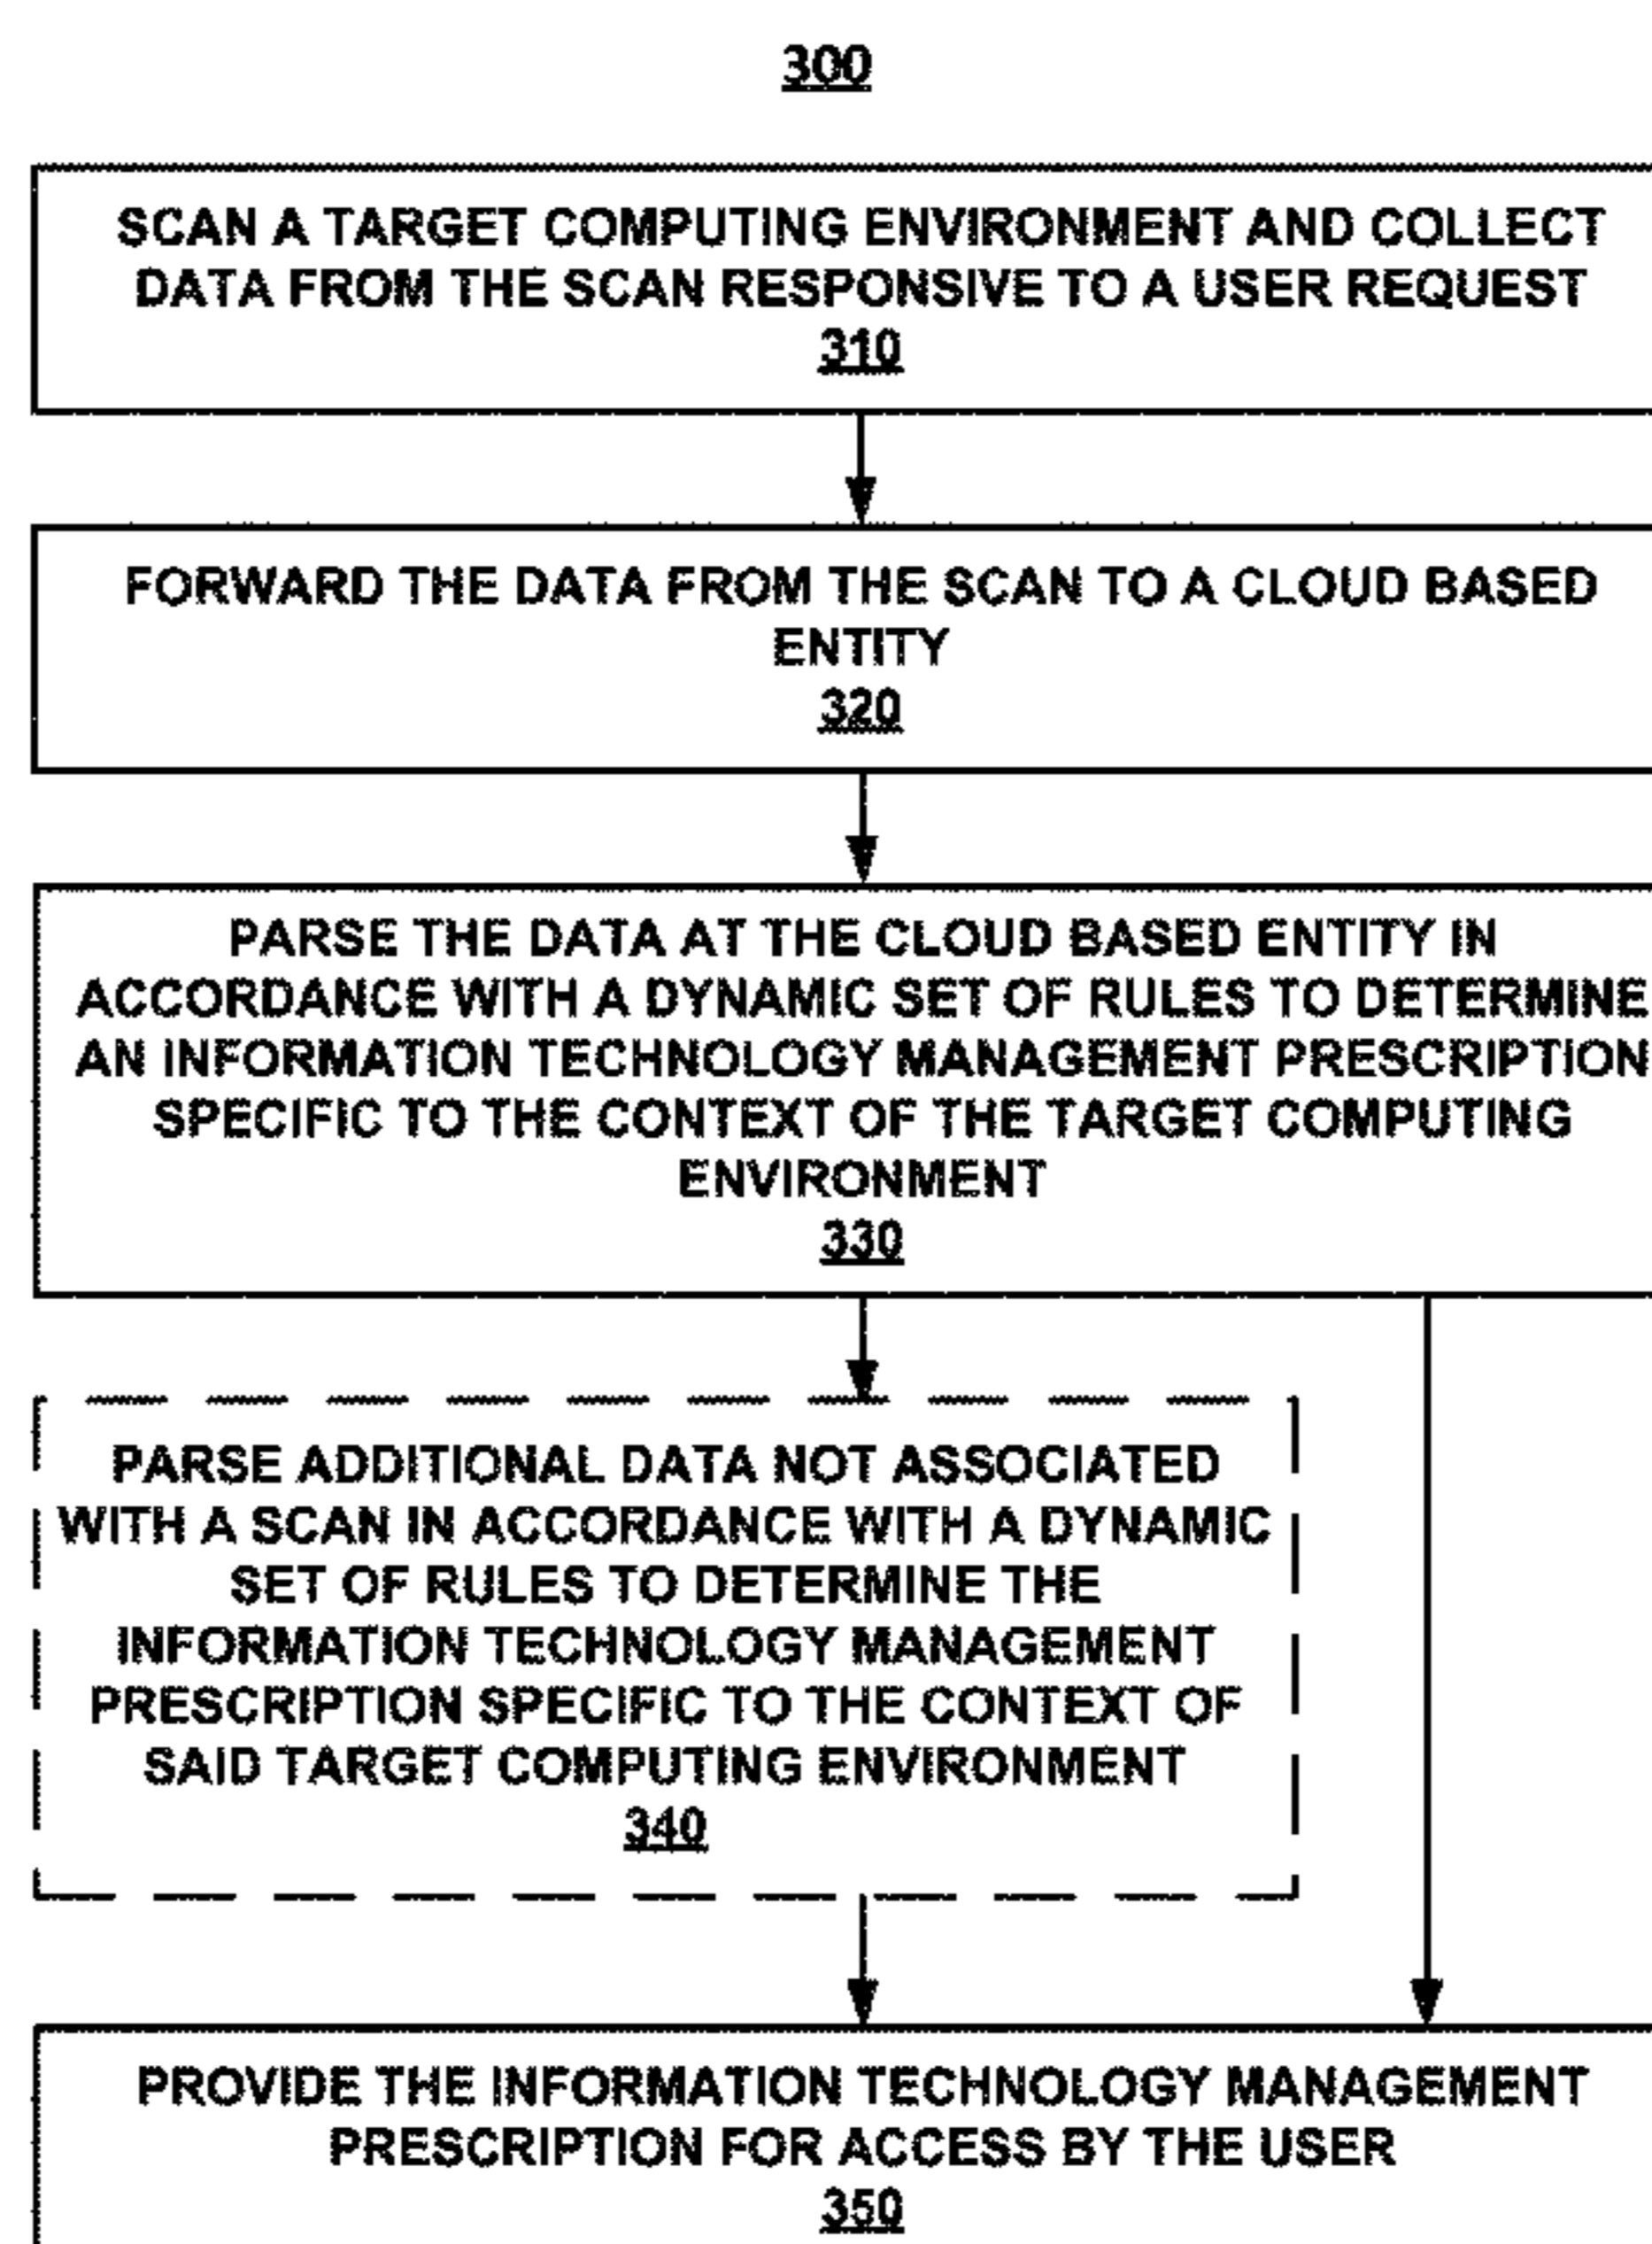 300
SCAN A TARGET COMPUTING ENVIRONMENT AND COLLECT
DATA FROM THE SCAN RESPONSIVE TO A USER REQUEST
310
FORWARD THE DATA FROM THE SCAN TO A CLOUD BASED
ENTITY
320
PARSE THE DATA AT THE CLOUD BASED ENTITY IN
ACCORDANCE WITH A DYNAMIC SET OF RULES TO DETERMINE
AN INFORMATION TECHNOLOGY MANAGEMENT PRESCRIPTION
SPECIFIC TO THE CONTEXT OF THE TARGET COMPUTING
ENVIRONMENT
330
PARSE ADDITIONAL DATA NOT ASSOCIATED
WITH A SCAN IN ACCORDANCE WITH A DYNAMIC
SET OF RULES TO DETERMINE THE
INFORMATION TECHNOLOGY MANAGEMENT
PRESCRIPTION SPECIFIC TO THE CONTEXT OF
SAID TARGET COMPUTING ENVIRONMENT
340
PROVIDE THE INFORMATION TECHNOLOGY MANAGEMENT
PRESCRIPTION FOR ACCESS BY THE USER
350